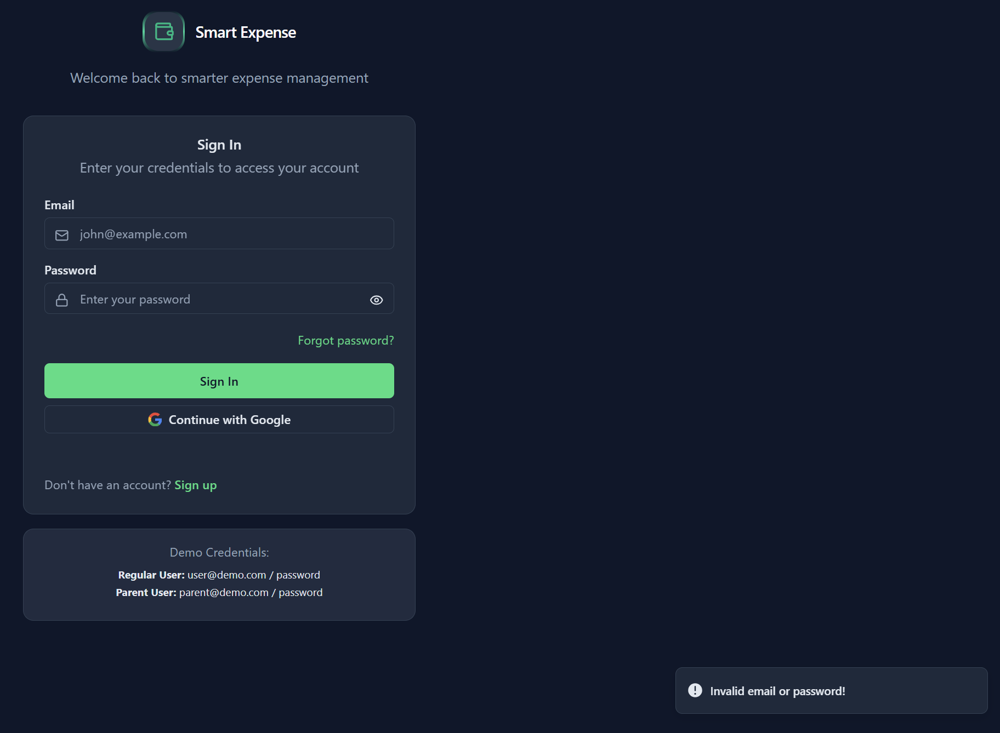 Smart Expense
Welcome back to smarter expense management
Sign In
Enter your credentials to access your account
Email
john@example.com
Password
Enter your password
Forgot password?
Sign In
Continue with Google
Don't have an account? Sign up
Demo Credentials:
Regular User: user@demo.com / password
Parent User: parent@demo.com / password
Invalid email or password!